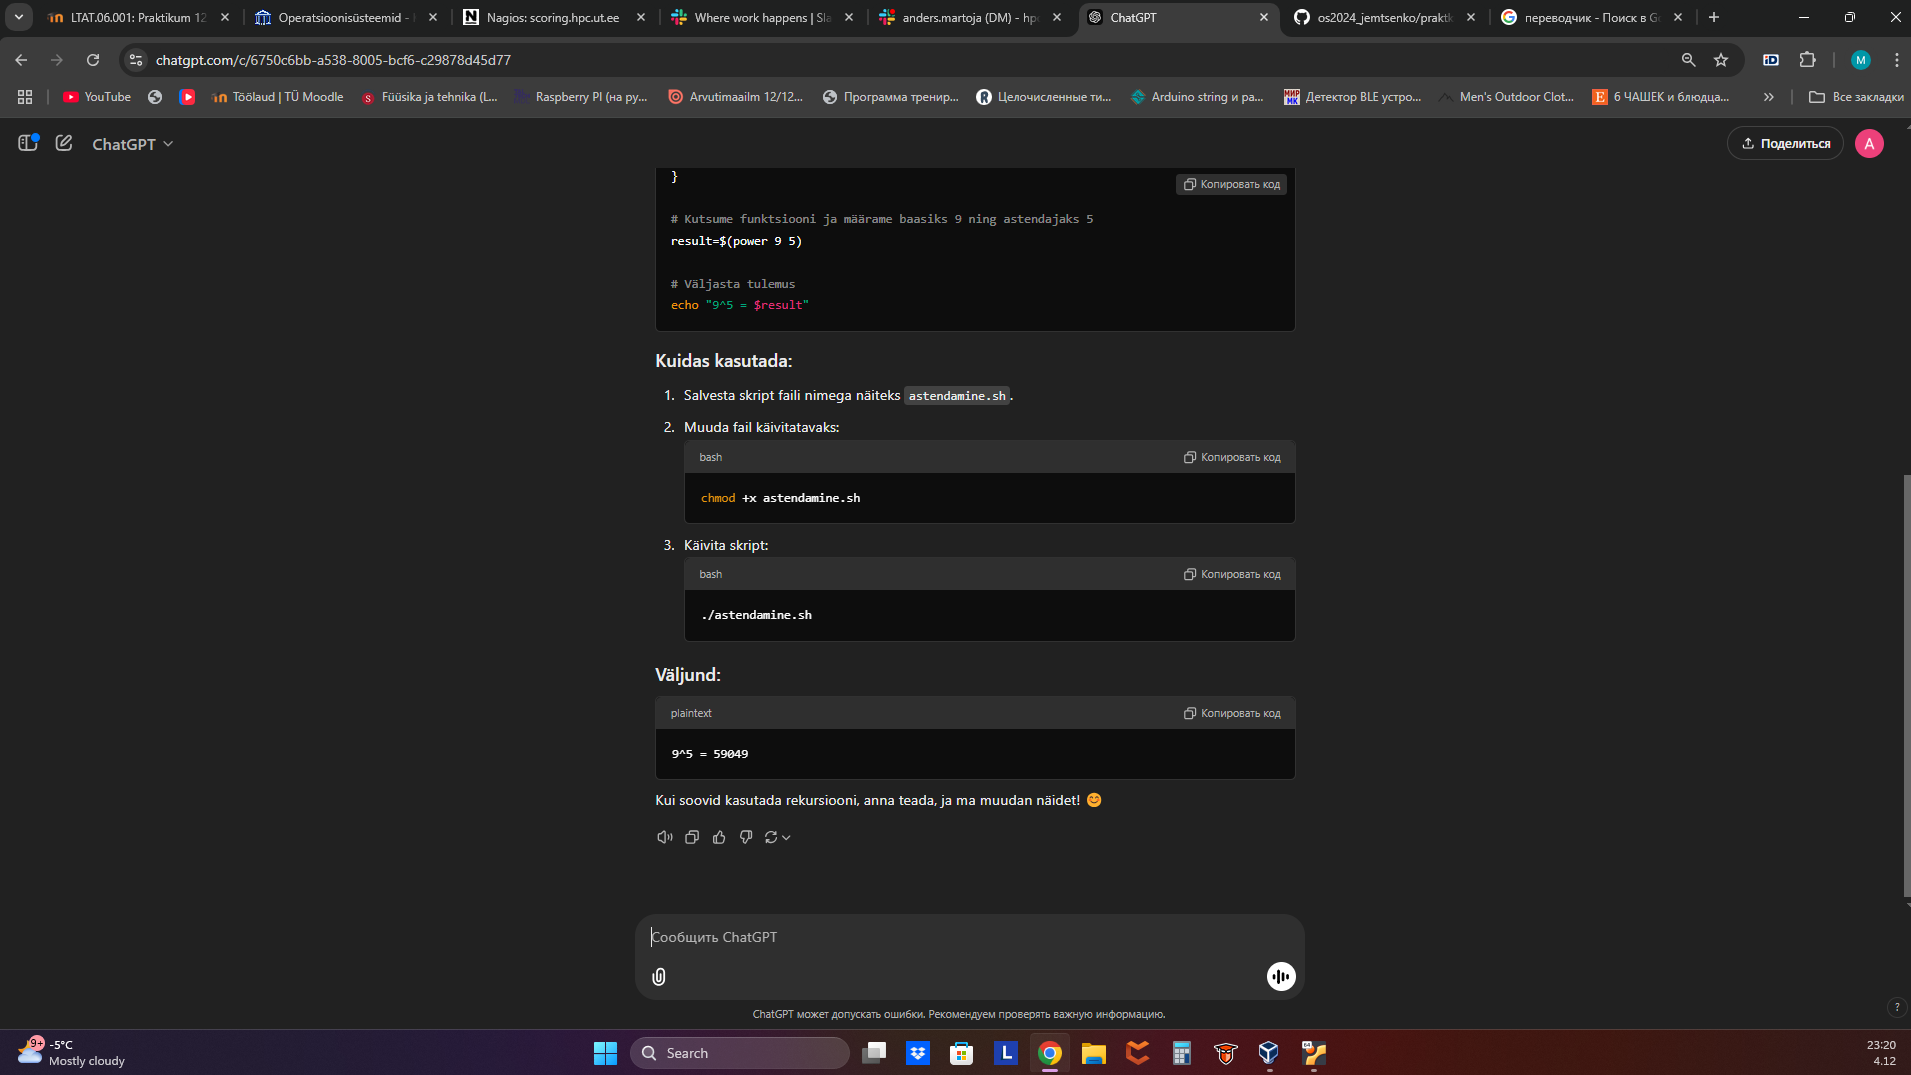 LTAT.06.001: Praktikum 12
Operatsioonisüsteemid -
Nagios: scoring.hpc.ut.ee
Where work happens | Sla
anders.martoja (DM) - hpc
ChatGPT
os2024_jemtsenko/praktk
переводчик - Поиск в Go
chatgpt.com/c/6750c6bb-a538-8005-bcf6-c29878d45d77
M
YouTube
Töölaud | TÜ Moodle
Füüsika ja tehnika (L...
Raspberry PI (на ру...
Arvutimaailm 12/12...
Программа тренир...
Целочисленные ти...
Arduino string и ра...
Детектор BLE устро...
Men's Outdoor Clot...
6 ЧАШЕК и блюдца...
Все закладки
ChatGPT
Поделиться
A
}
Копировать код
# Kutsume funktsiooni ja määrame baasiks 9 ning astendajaks 5
result=$(power 9 5)
# Väljasta tulemus
echo "9^5 = $result"
Kuidas kasutada:
1. Salvesta skript faili nimega näiteks astendamine.sh.
2. Muuda fail käivitatavaks:
bash
Копировать код
chmod +x astendamine.sh
3. Käivita skript:
bash
Копировать код
./astendamine.sh
Väljund:
plaintext
Копировать код
9^5 = 59049
Kui soovid kasutada rekursiooni, anna teada, ja ma muudan näidet! 😊
Сообщить ChatGPT
ChatGPT может допускать ошибки. Рекомендуем проверять важную информацию.
?
9+
-5°C
Mostly cloudy
Search
L
64
23:20
4.12